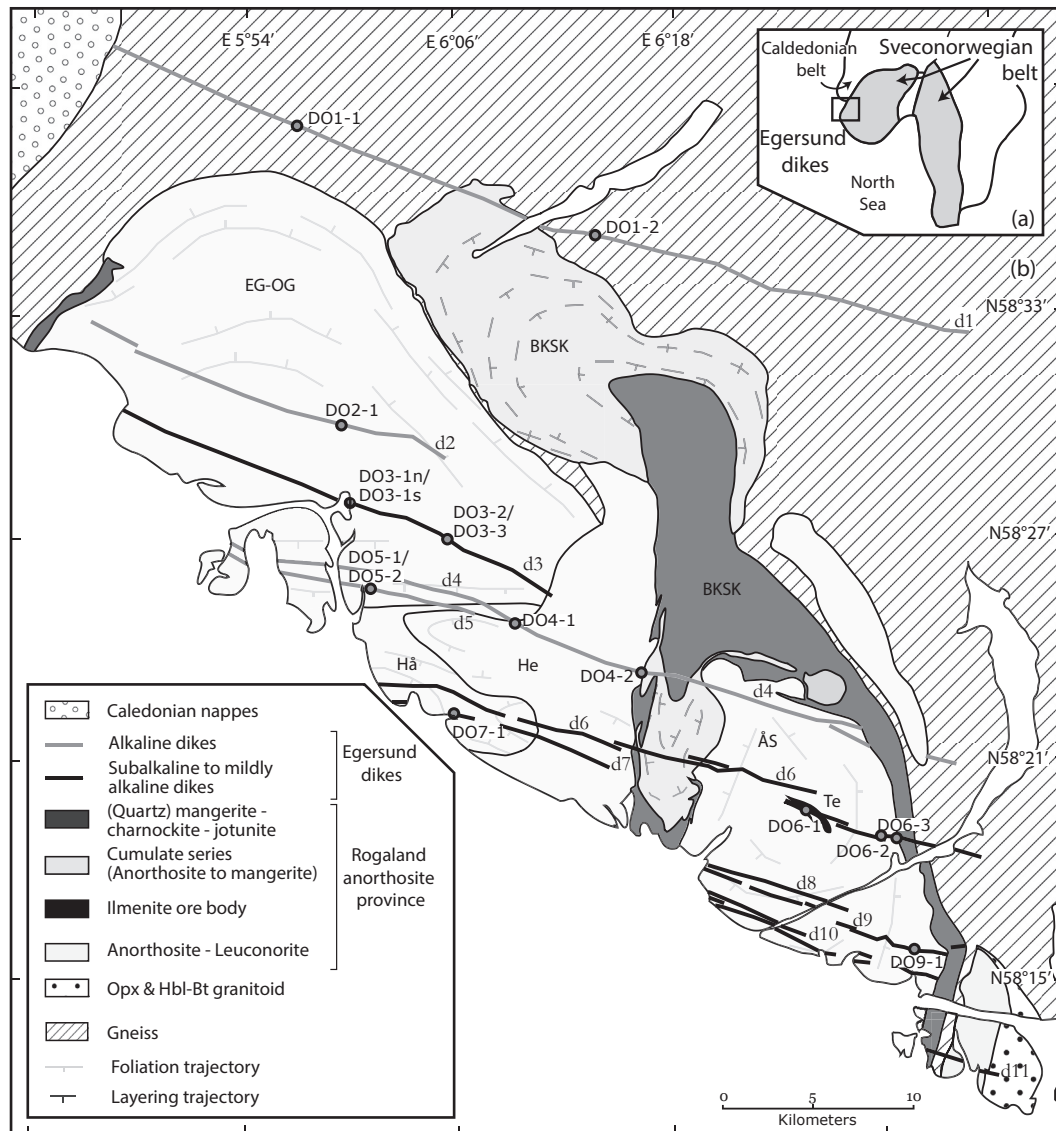 E 5°54′
E 6°06′
E 6°18′
Caldedonian
belt
Sveconorwegian
belt
Egersund
dikes
North
Sea
(a)
(b)
DO1-1
DO1-2
N58°33′
d1
EG-OG
BKSK
DO2-1
d2
DO3-1n/
DO3-1s
DO3-2/
DO3-3
N58°27′
d3
DO5-1/
DO5-2
d4
d5
DO4-1
BKSK
Hå
He
DO4-2
d4
d6
DO7-1
d7
ÅS
N58°21′
d6
Te
DO6-1
DO6-3
DO6-2
d8
d9
d10
DO9-1
N58°15′
d11
Caledonian nappes
Alkaline dikes
Subalkaline to mildly
alkaline dikes
Egersund
dikes
(Quartz) mangerite -
charnockite - jotunite
Cumulate series
(Anorthosite to mangerite)
Ilmenite ore body
Anorthosite - Leuconorite
Rogaland
anorthosite
province
Opx & Hbl-Bt granitoid
Gneiss
Foliation trajectory
Layering trajectory
0 5 10
Kilometers